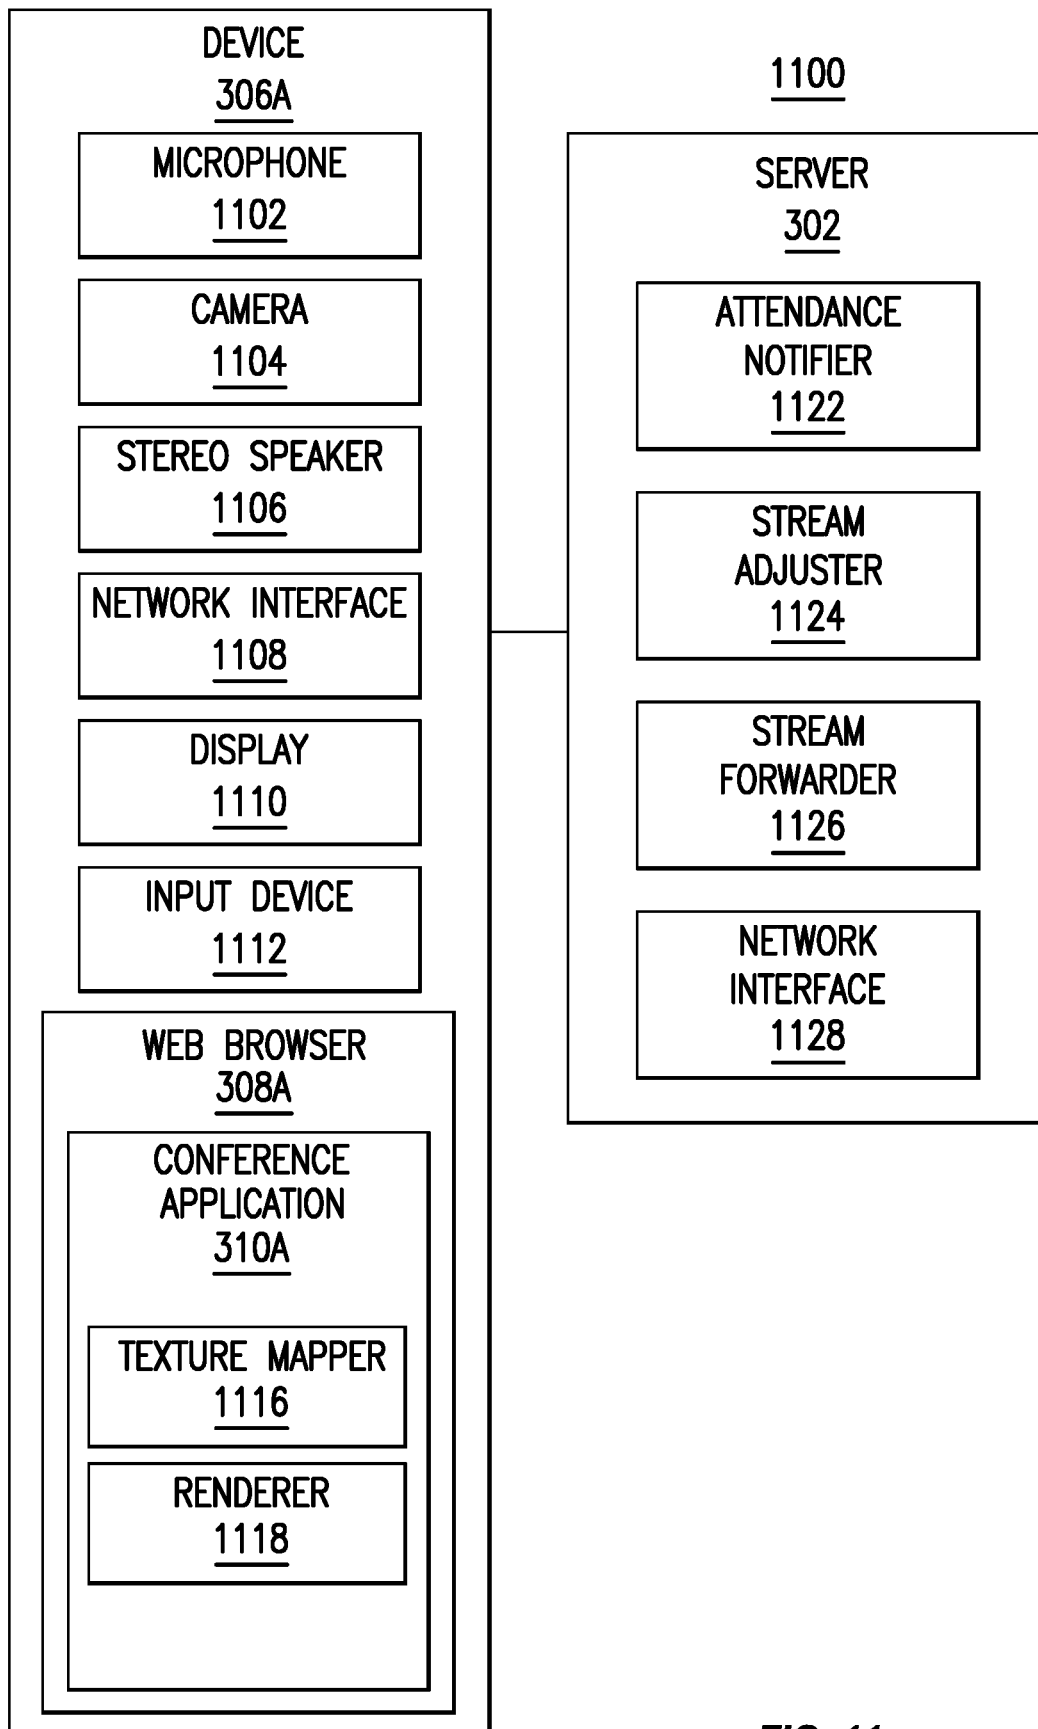 DEVICE
306A
MICROPHONE
1102
CAMERA
1104
STEREO SPEAKER
1106
NETWORK INTERFACE
1108
DISPLAY
1110
INPUT DEVICE
1112
WEB BROWSER
308A
CONFERENCE
APPLICATION
310A
TEXTURE MAPPER
1116
RENDERER
1118
1100
SERVER
302
ATTENDANCE
NOTIFIER
1122
STREAM
ADJUSTER
1124
STREAM
FORWARDER
1126
NETWORK
INTERFACE
1128
FIG. 11